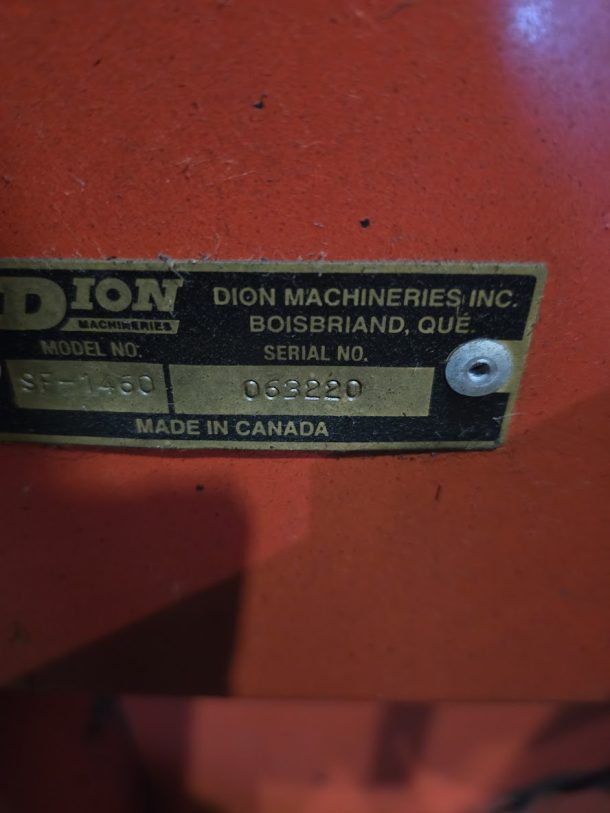 DION
MACHINERIES
DION MACHINERIES INC.
BOISBRIAND, QUÉ.
MODEL NO. SERIAL NO.
SF-1460 063220
MADE IN CANADA